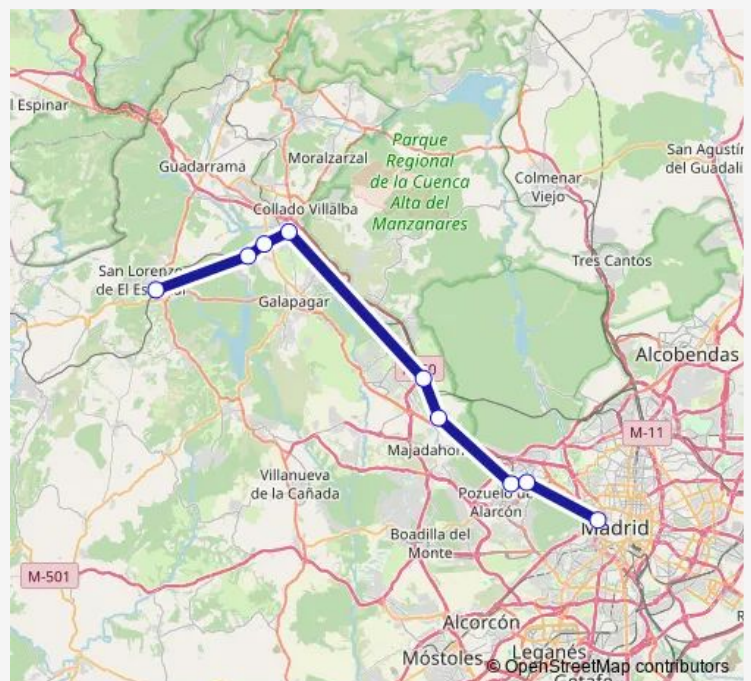 l Espinar
Guadarrama
Moralzarzal
Parque
Regional
de la Cuenca
Alta del
Manzanares
San Agustín
del Guadali
Colmenar
Viejo
Collado Villalba
Tres Cantos
San Lorenzo
de El Escorial
Galapagar
Alcobendas
M-11
Majadahon
Villanueva
de la Cañada
Pozuelo de
Alarcón
Madrid
Boadilla del
Monte
M-501
Alcorcón
Móstoles
Leganés
Getafe
© OpenStreetMap contributors